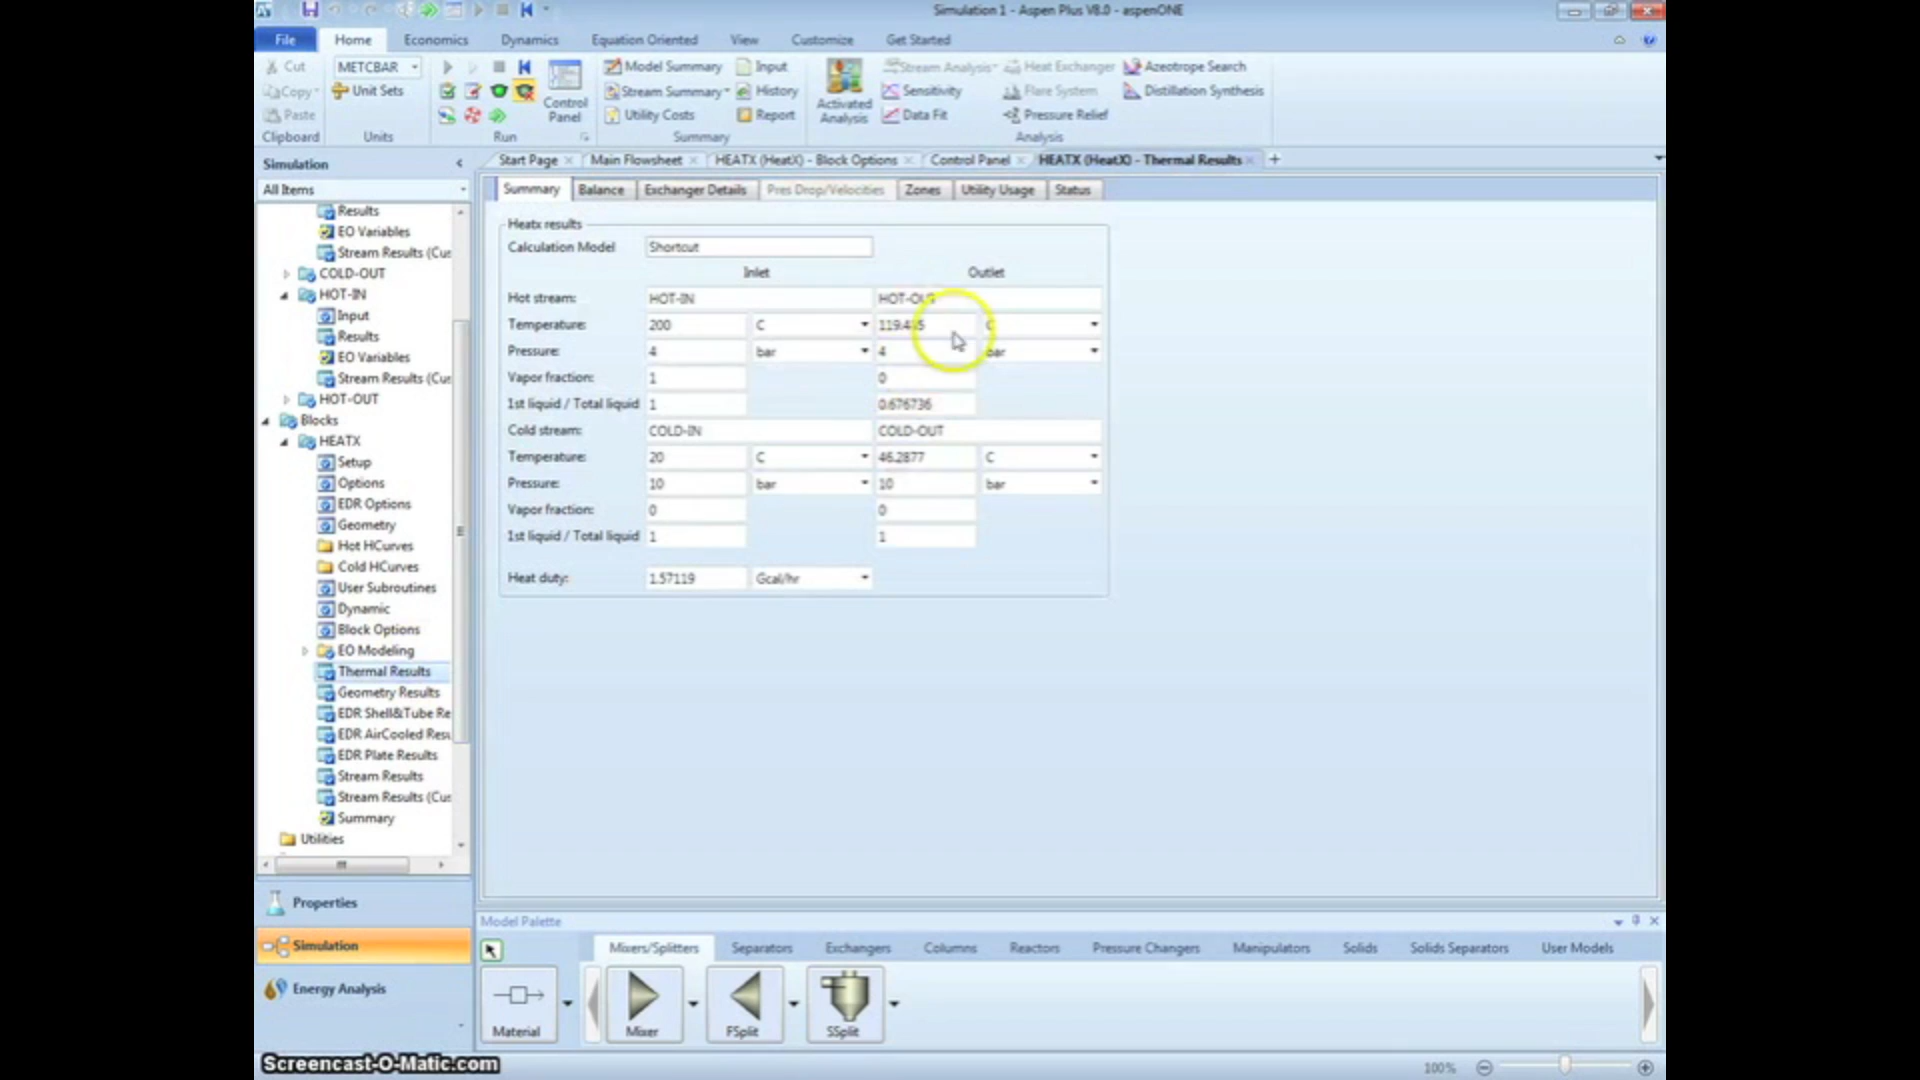 Simulation 1 - Aspen Plus V8.0 - aspenONE
File Home Economics Dynamics Equation Oriented View Customize Get Started
Cut METCBAR Model Summary Input Stream Analysis Heat Exchanger Azeotrope Search
Copy Unit Sets Stream Summary History Sensitivity Flare System Distillation Synthesis
Paste Control Panel Utility Costs Report Activated Analysis Data Fit Pressure Relief
Clipboard Units Run Summary Analysis
Simulation
Start Page Main Flowsheet HEATX (HeatX) - Block Options Control Panel HEATX (HeatX) - Thermal Results
All Items
Summary Balance Exchanger Details Pres Drop/Velocities Zones Utility Usage Status
Results
EO Variables
Stream Results (Cus
COLD-OUT
HOT-IN
Input
Results
EO Variables
Stream Results (Cus
HOT-OUT
Blocks
HEATX
Setup
Options
EDR Options
Geometry
Hot HCurves
Cold HCurves
User Subroutines
Dynamic
Block Options
EO Modeling
Thermal Results
Geometry Results
EDR Shell&Tube Re
EDR AirCooled Resu
EDR Plate Results
Stream Results
Stream Results (Cus
Summary
Utilities
Heatx results
Calculation Model Shortcut
Inlet Outlet
Hot stream: HOT-IN HOT-OUT
Temperature: 200 C C
Pressure: 4 bar 4 bar
Vapor fraction: 1 0
1st liquid / Total liquid 1 0.676736
Cold stream: COLD-IN COLD-OUT
Temperature: 20 C 46.2877 C
Pressure: 10 bar 10 bar
Vapor fraction: 0 0
1st liquid / Total liquid 1 1
Heat duty: 1.57119 Gcal/hr
Properties
Simulation
Energy Analysis
Model Palette
Mixers/Splitters Separators Exchangers Columns Reactors Pressure Changers Manipulators Solids Solids Separators User Models
Material Mixer FSplit SSplit
100%
Screencast-O-Matic.com